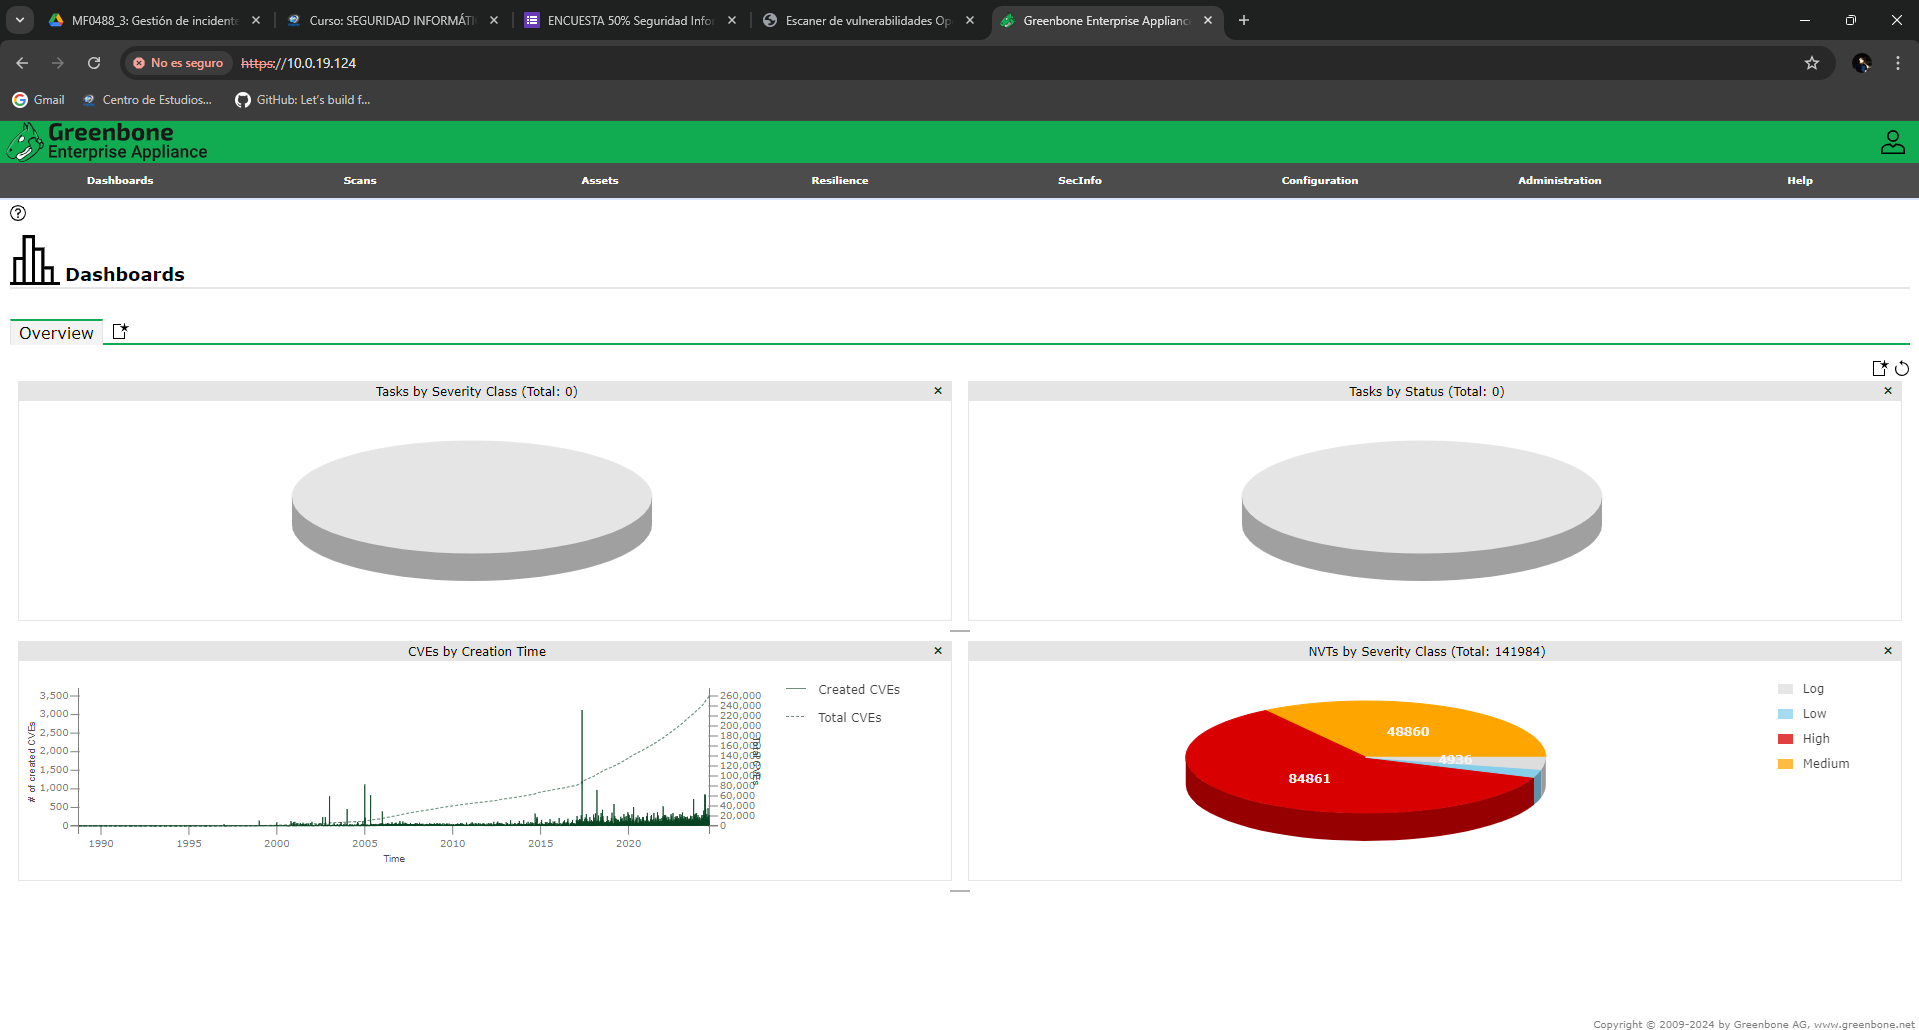 MF0488_3: Gestión de incidente
Curso: SEGURIDAD INFORMÁTI
ENCUESTA 50% Seguridad Infor
Escaner de vulnerabilidades Op
Greenbone Enterprise Appliance
No es seguro
https://10.0.19.124
Gmail
Centro de Estudios...
GitHub: Let's build f...
Greenbone
Enterprise Appliance
Dashboards
Scans
Assets
Resilience
SecInfo
Configuration
Administration
Help
Dashboards
Overview
Tasks by Severity Class (Total: 0)
Tasks by Status (Total: 0)
CVEs by Creation Time
# of created CVEs
3,500
3,000
2,500
2,000
1,500
1,000
500
0
260,000
240,000
220,000
200,000
180,000
160,000
140,000
120,000
100,000
80,000
60,000
40,000
20,000
0
Total CVEs
1990
1995
2000
2005
2010
2015
2020
Time
Created CVEs
Total CVEs
NVTs by Severity Class (Total: 141984)
48860
4936
84861
Log
Low
High
Medium
Copyright © 2009-2024 by Greenbone AG, www.greenbone.net